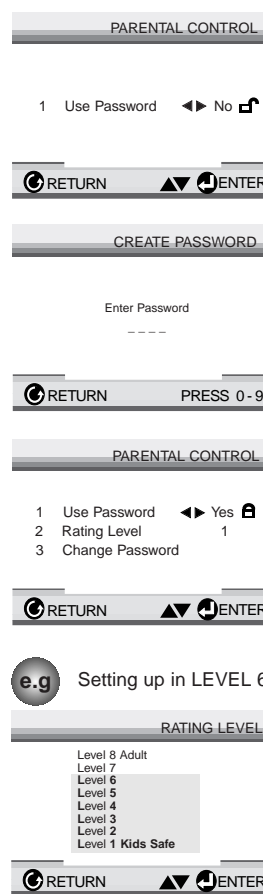 PARENTAL CONTROL
1 Use Password ◀▶ No
RETURN ▲▼ ENTER
CREATE PASSWORD
Enter Password
_ _ _ _
RETURN PRESS 0 - 9
PARENTAL CONTROL
1 Use Password ◀▶ Yes
2 Rating Level 1
3 Change Password
RETURN ▲▼ ENTER
e.g Setting up in LEVEL 6
RATING LEVEL
Level 8 Adult
Level 7
Level 6
Level 5
Level 4
Level 3
Level 2
Level 1 Kids Safe
RETURN ▲▼ ENTER